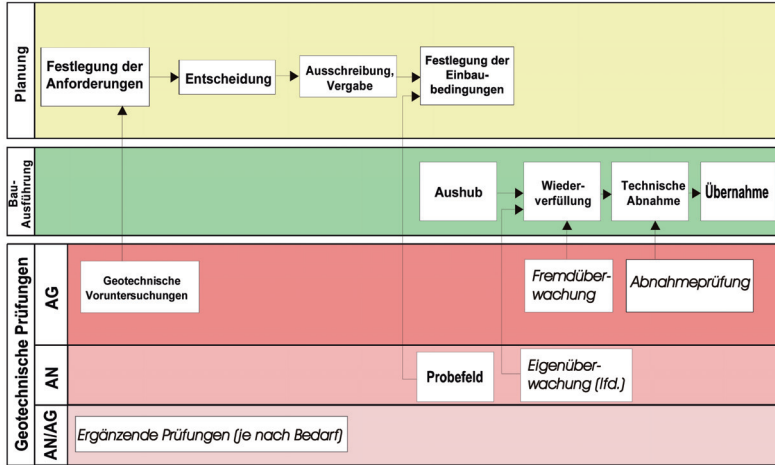 Planung
Festlegung der
Anforderungen
Entscheidung
Ausschreibung,
Vergabe
Festlegung der
Einbau-
bedingungen
Bau-
Ausführung
Aushub
Wieder-
verfüllung
Technische
Abnahme
Übernahme
Geotechnische Prüfungen
AG
Geotechnische
Voruntersuchungen
Fremdüber-
wachung
Abnahmeprüfung
AN
Probefeld
Eigenüber-
wachung (lfd.)
AN/AG
Ergänzende Prüfungen (je nach Bedarf)